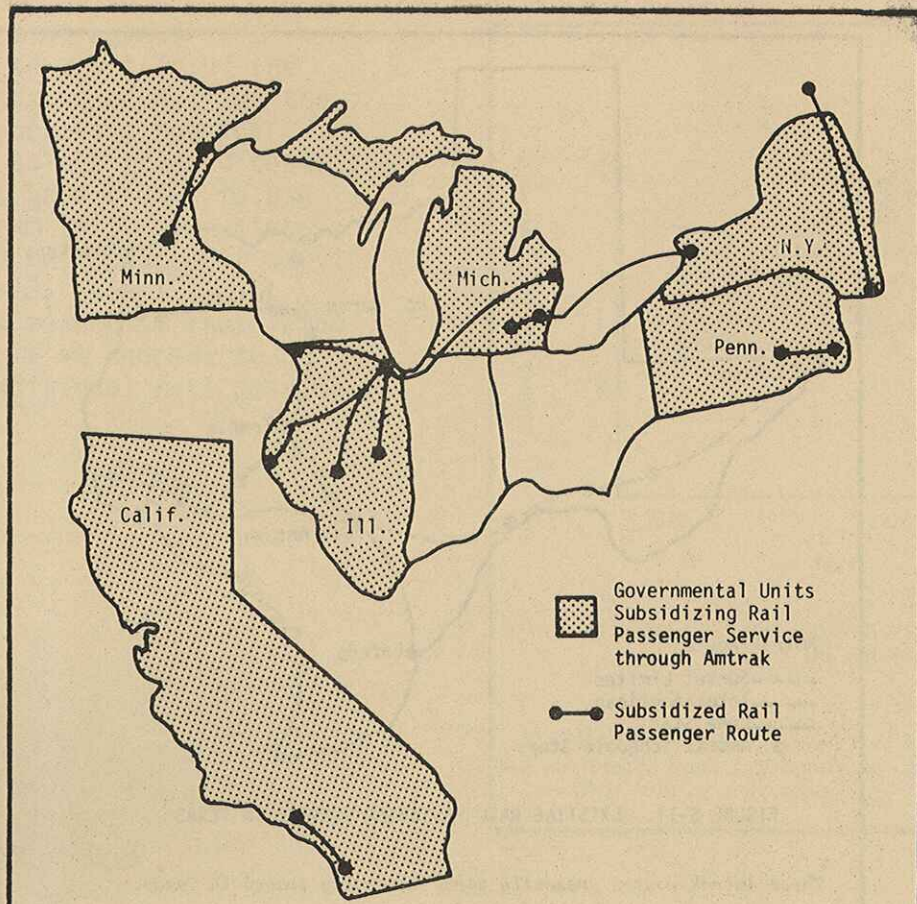 Minn.
Mich.
N.Y.
Penn.
Calif.
Ill.
Governmental Units
Subsidizing Rail
Passenger Service
through Amtrak
Subsidized Rail
Passenger Route